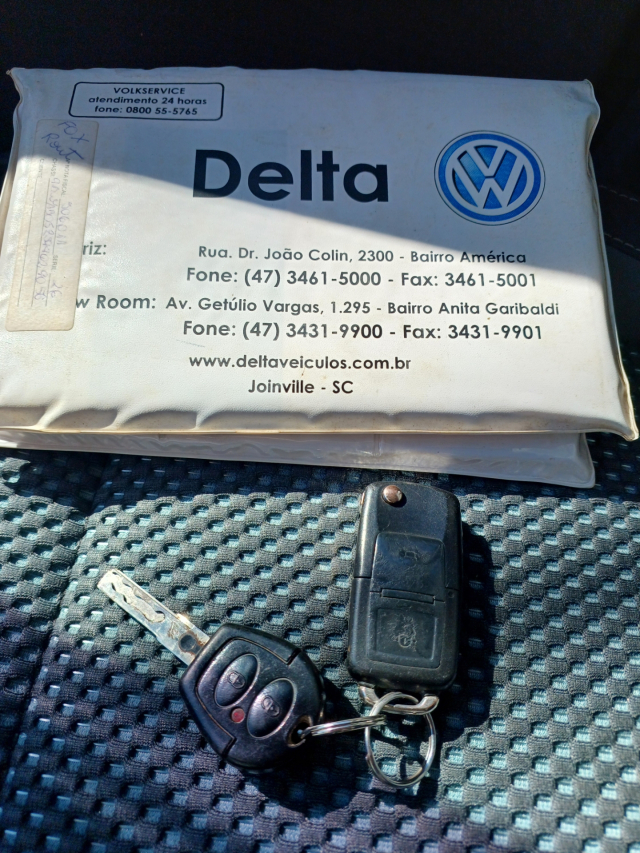 VOLKSERVICE
atendimento 24 horas
fone: 0800 55-5765
FOX
Delta
riz:
Rua. Dr. João Colin, 2300 - Bairro América
Fone: (47) 3461-5000 - Fax: 3461-5001
w Room: Av. Getúlio Vargas, 1.295 - Bairro Anita Garibaldi
Fone: (47) 3431-9900 - Fax: 3431-9901
www.deltaveiculos.com.br
Joinville - SC